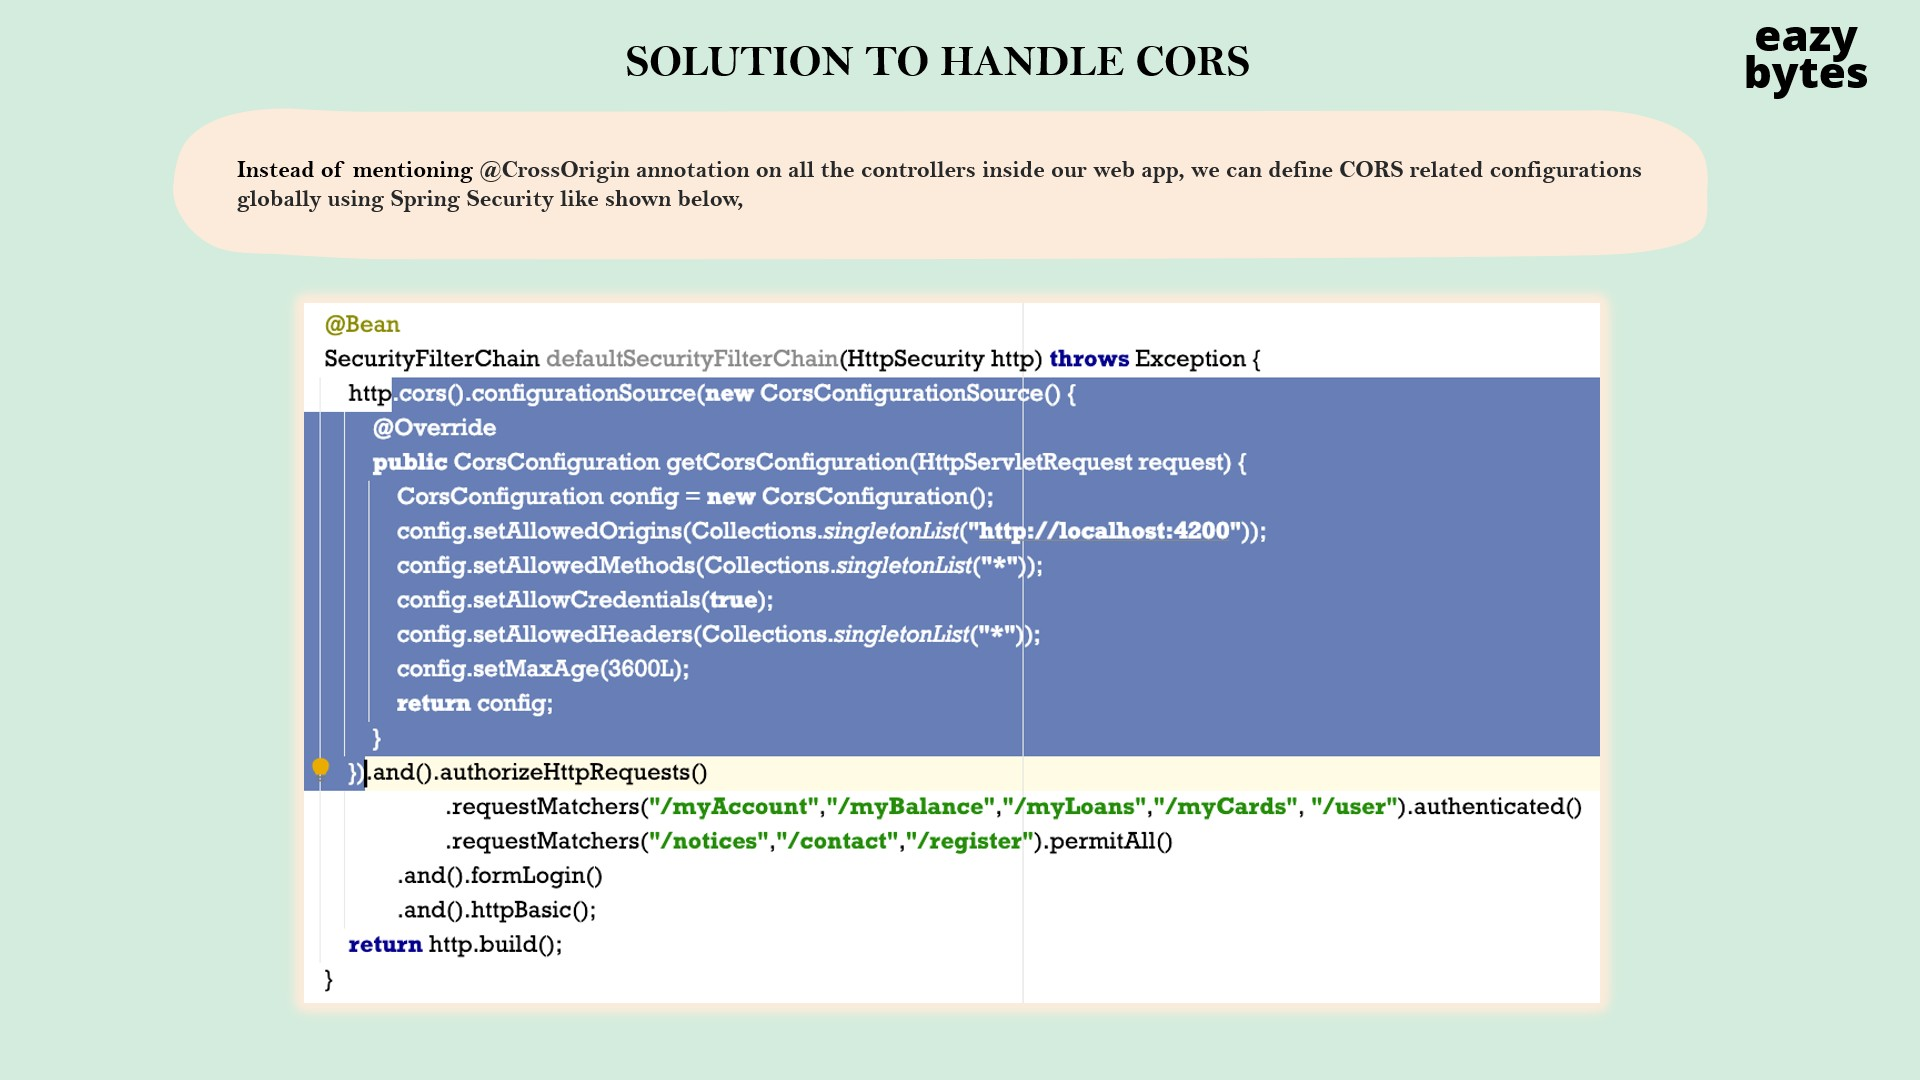 SOLUTION TO HANDLE CORS
eazy
bytes
Instead of mentioning @CrossOrigin annotation on all the controllers inside our web app, we can define CORS related configurations
globally using Spring Security like shown below,
@Bean
SecurityFilterChain defaultSecurityFilterChain(HttpSecurity http) throws Exception {
http.cors().configurationSource(new CorsConfigurationSource() {
@Override
public CorsConfiguration getCorsConfiguration(HttpServletRequest request) {
CorsConfiguration config = new CorsConfiguration();
config.setAllowedOrigins(Collections.singletonList("http://localhost:4200"));
config.setAllowedMethods(Collections.singletonList("*"));
config.setAllowCredentials(true);
config.setAllowedHeaders(Collections.singletonList("*"));
config.setMaxAge(3600L);
return config;
}
}).and().authorizeHttpRequests()
.requestMatchers("/myAccount","/myBalance","/myLoans","/myCards", "/user").authenticated()
.requestMatchers("/notices","/contact","/register").permitAll()
.and().formLogin()
.and().httpBasic();
return http.build();
}